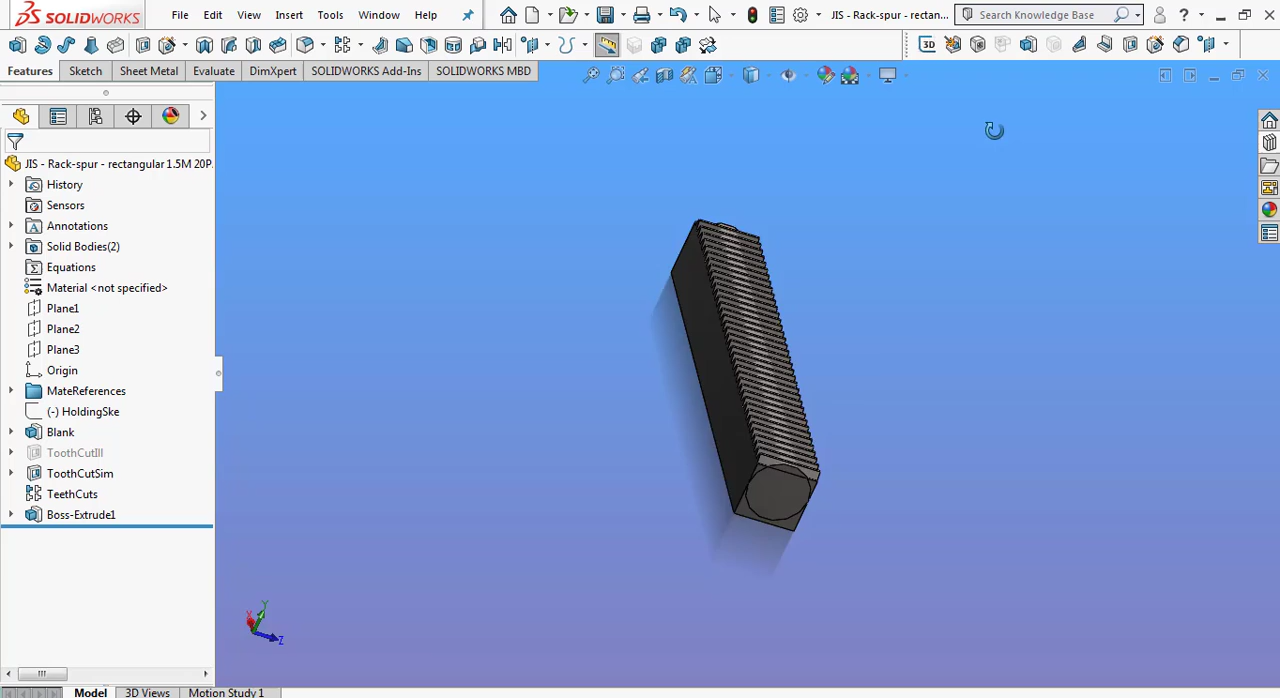 SOLIDWORKS File Edit View Insert Tools Window Help JIS - Rack-spur - rectan... Search Knowledge Base ?
3D
Features Sketch Sheet Metal Evaluate DimXpert SOLIDWORKS Add-Ins SOLIDWORKS MBD
JIS - Rack-spur - rectangular 1.5M 20P.
History
Sensors
Annotations
Solid Bodies(2)
Equations
Material <not specified>
Plane1
Plane2
Plane3
Origin
MateReferences
(-) HoldingSke
Blank
ToothCutIll
ToothCutSim
TeethCuts
Boss-Extrude1
Y
X
Z
Model 3D Views Motion Study 1